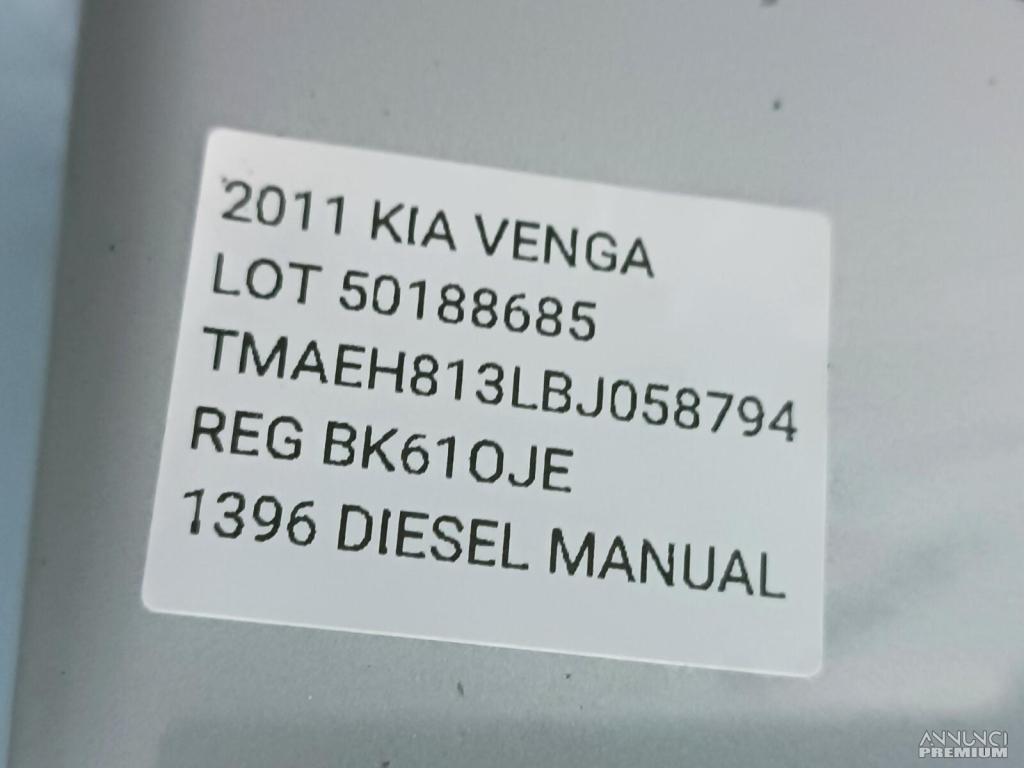 2011 KIA VENGA
LOT 50188685
TMAEH813LBJ058794
REG BK61OJE
1396 DIESEL MANUAL
ANNUNCI
PREMIUM